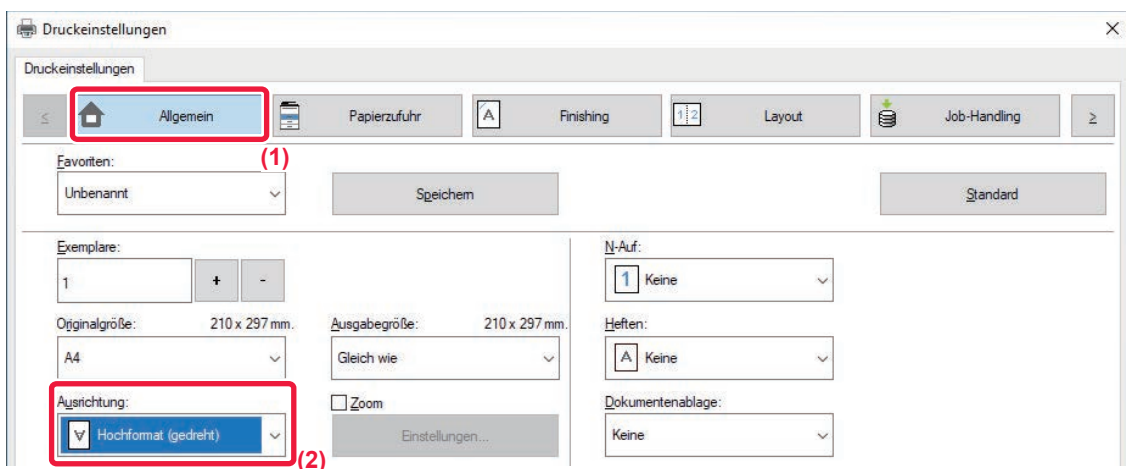 Druckeinstellungen
Druckeinstellungen
≤ Allgemein Papierzufuhr A Finishing 1 2 Layout Job-Handling ≥
(1)
Favoriten:
Unbenannt Speichern Standard
Exemplare: N-Auf:
1 + - 1 Keine
Originalgröße: 210 x 297 mm. Ausgabegröße: 210 x 297 mm. Heften:
A4 Gleich wie A Keine
Ausrichtung: Zoom Dokumentenablage:
A Hochformat (gedreht) Einstellungen... Keine
(2)